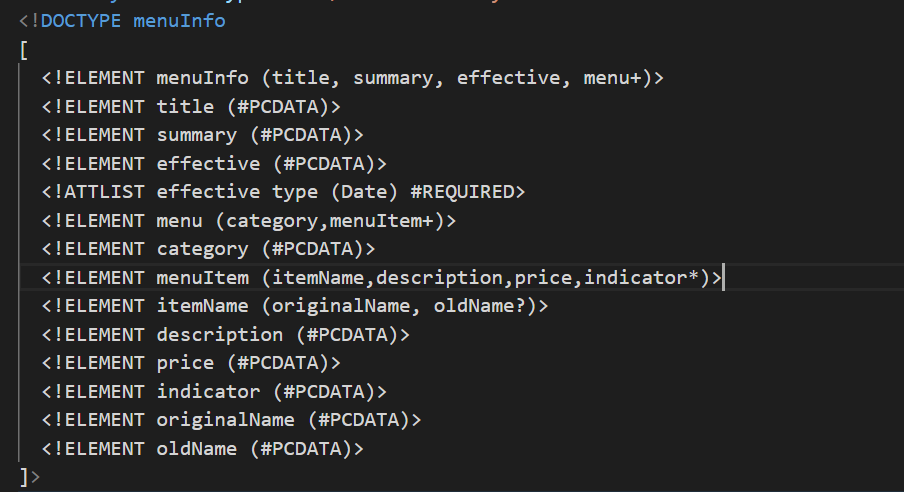 <!DOCTYPE menuInfo
[
<!ELEMENT menuInfo (title, summary, effective, menu+)>
<!ELEMENT title (#PCDATA)>
<!ELEMENT summary (#PCDATA)>
<!ELEMENT effective (#PCDATA)>
<!ATTLIST effective type (Date) #REQUIRED>
<!ELEMENT menu (category,menuItem+)>
<!ELEMENT category (#PCDATA)>
<!ELEMENT menuItem (itemName,description,price,indicator*)>
<!ELEMENT itemName (originalName, oldName?)>
<!ELEMENT description (#PCDATA)>
<!ELEMENT price (#PCDATA)>
<!ELEMENT indicator (#PCDATA)>
<!ELEMENT originalName (#PCDATA)>
<!ELEMENT oldName (#PCDATA)>
]>